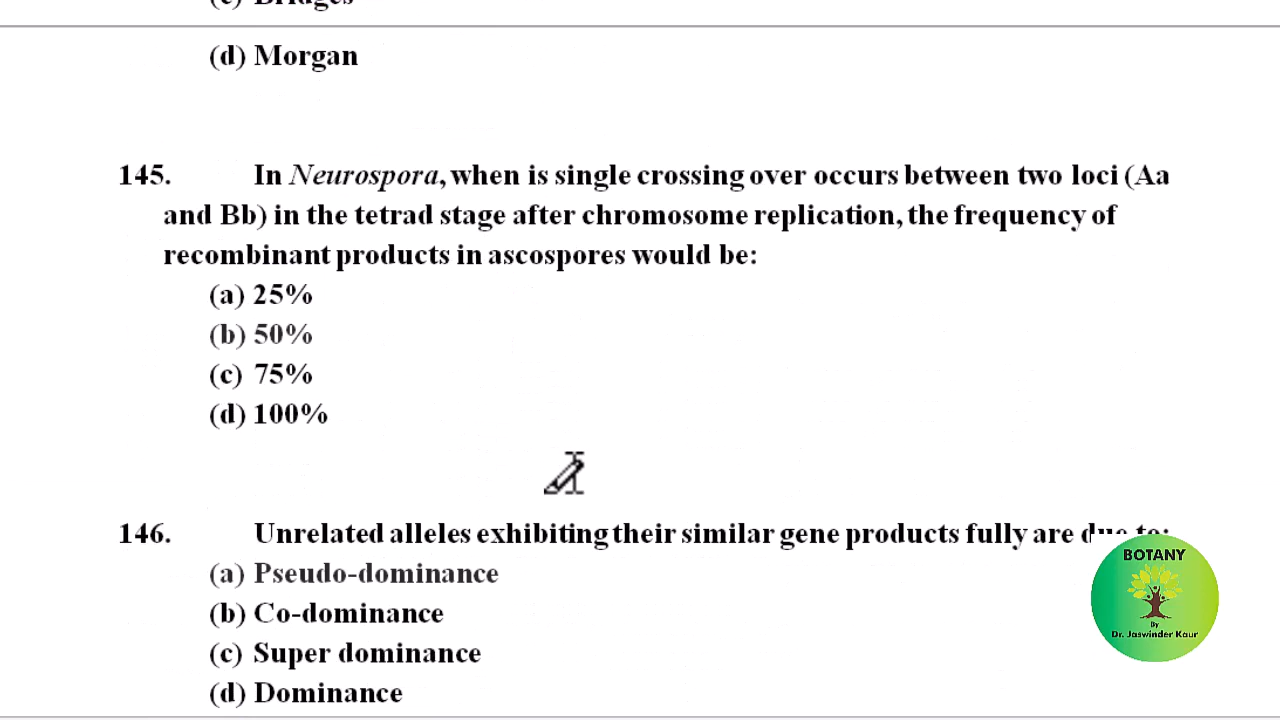 (c) Bridges
(d) Morgan
145. In Neurospora, when is single crossing over occurs between two loci (Aa
and Bb) in the tetrad stage after chromosome replication, the frequency of
recombinant products in ascospores would be:
(a) 25%
(b) 50%
(c) 75%
(d) 100%
146. Unrelated alleles exhibiting their similar gene products fully are due to:
(a) Pseudo-dominance
(b) Co-dominance
(c) Super dominance
(d) Dominance
BOTANY
By
Dr. Jaswinder Kaur